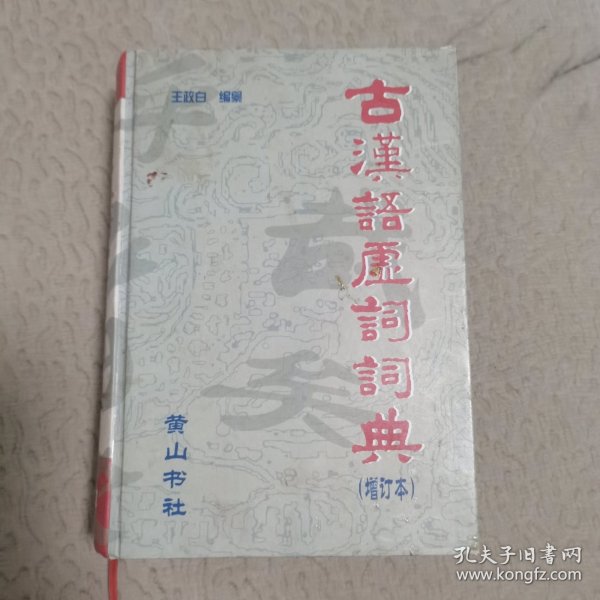 古漢語虛詞詞典
(增订本)
王政白 编纂
黄山书社
孔夫子旧书网
www.kongfz.com